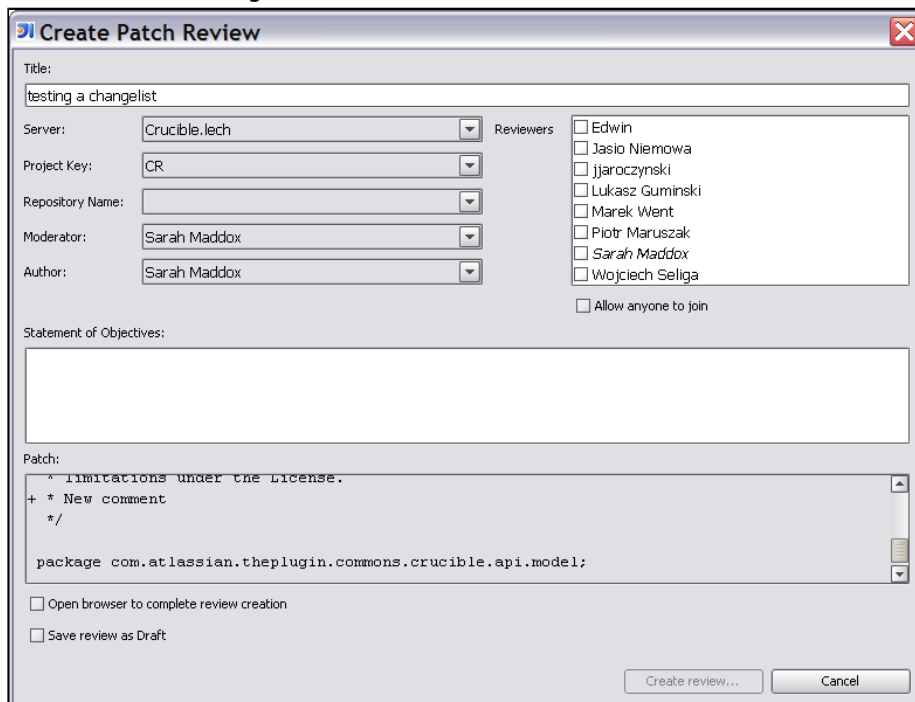 Create Patch Review
Title:
testing a changelist
Server:
Crucible.lech
Project Key:
CR
Repository Name:
Moderator:
Sarah Maddox
Author:
Sarah Maddox
Reviewers
Edwin
Jasio Niemowa
jjaroczynski
Lukasz Guminski
Marek Went
Piotr Maruszak
Sarah Maddox
Wojciech Seliga
Allow anyone to join
Statement of Objectives:
Patch:
* limitations under the License.
+ * New comment
*/
package com.atlassian.theplugin.commons.crucible.api.model;
Open browser to complete review creation
Save review as Draft
Create review...
Cancel